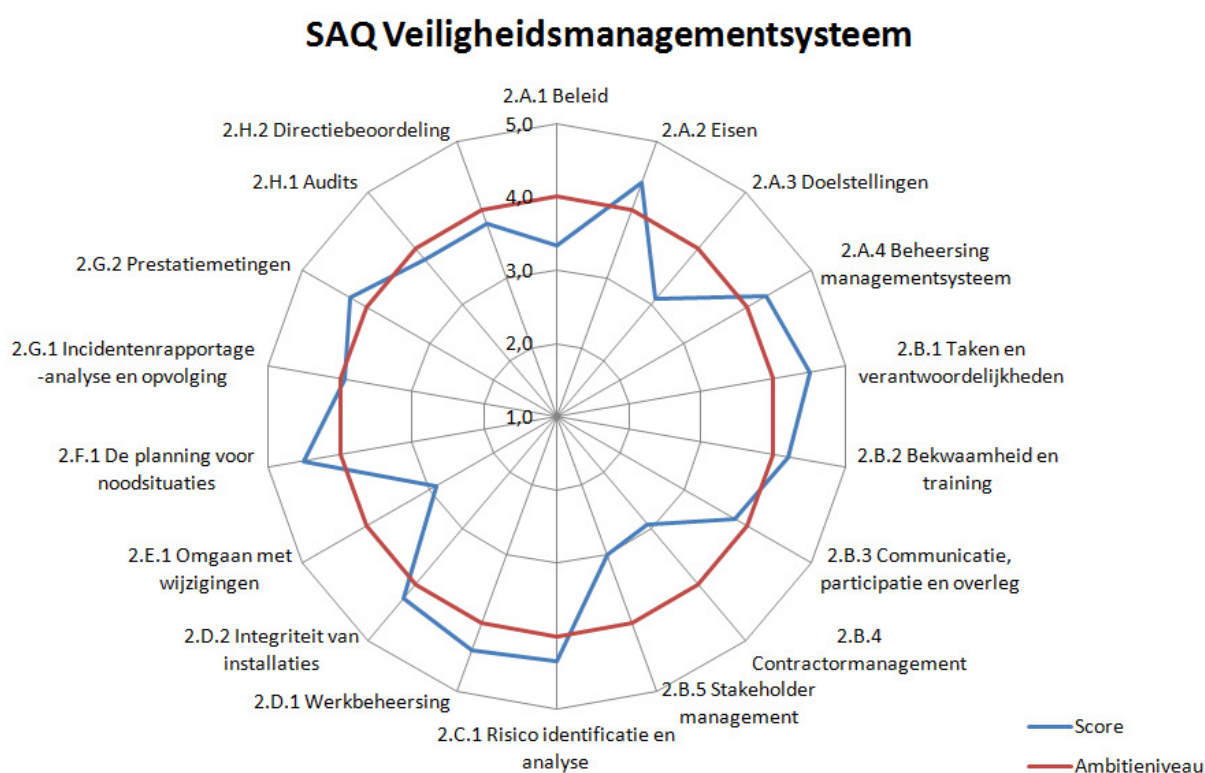 SAQ Veiligheidsmanagementsysteem
2.A.1 Beleid
5,0
4,0
3,0
2,0
1,0
2.A.2 Eisen
2.A.3 Doelstellingen
2.A.4 Beheersing
managementsysteem
2.B.1 Taken en
verantwoordelijkheden
2.B.2 Bekwaamheid en
training
2.B.3 Communicatie,
participatie en overleg
2.B.4
Contractormanagement
2.B.5 Stakeholder
management
2.C.1 Risico identificatie en
analyse
2.D.1 Werkbeheersing
2.D.2 Integriteit van
installaties
2.E.1 Omgaan met
wijzigingen
2.F.1 De planning voor
noodsituaties
2.G.1 Incidentenrapportage
-analyse en opvolging
2.G.2 Prestatiemetingen
2.H.1 Audits
2.H.2 Directiebeoordeling
Score
Ambitieniveau